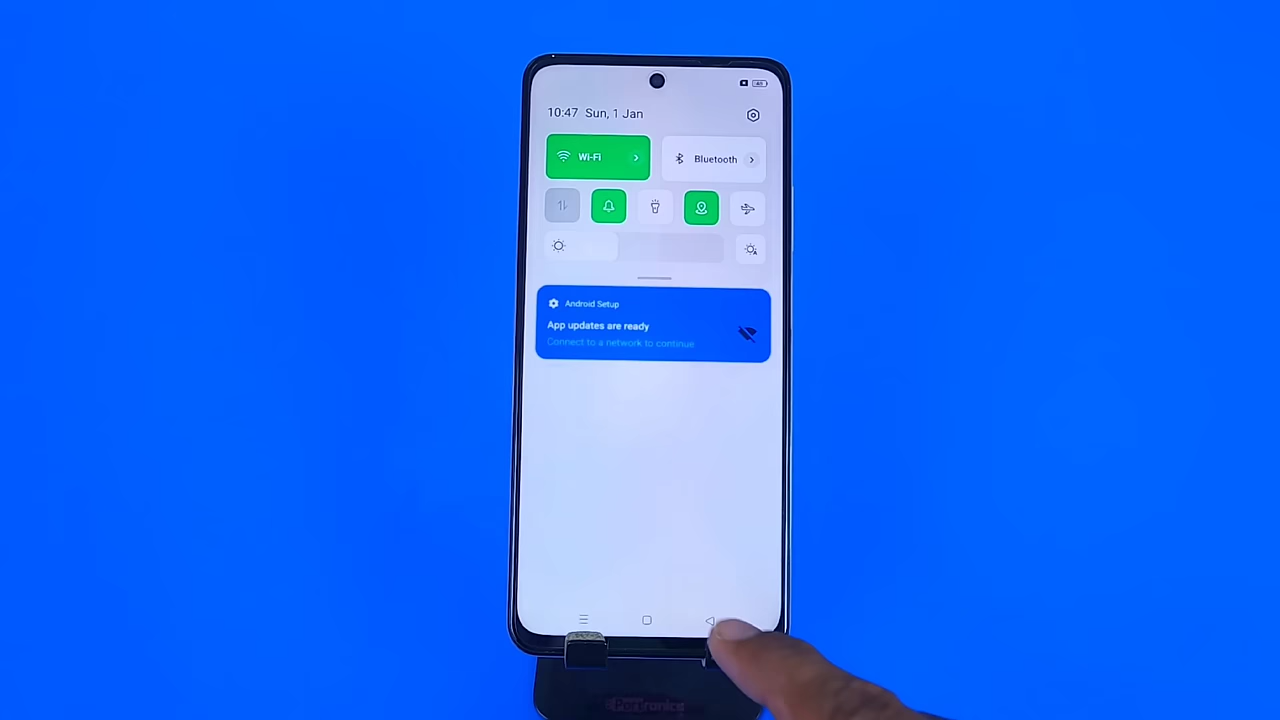 10:47 Sun, 1 Jan
Wi-Fi
Bluetooth
Android Setup
App updates are ready
Connect to a network to continue
Portronics